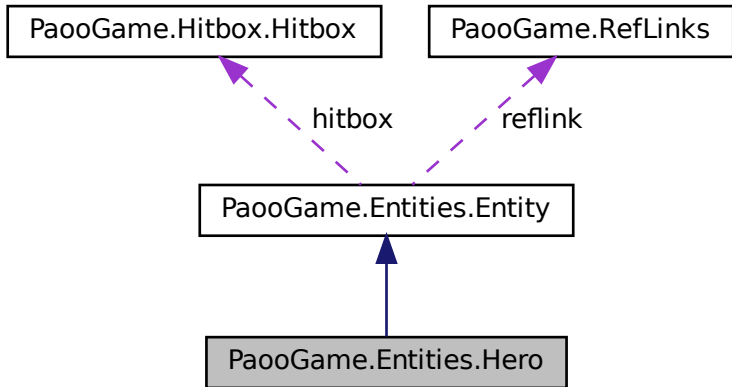 PaooGame.Hitbox.Hitbox
PaooGame.RefLinks
hitbox
reflink
PaooGame.Entities.Entity
PaooGame.Entities.Hero